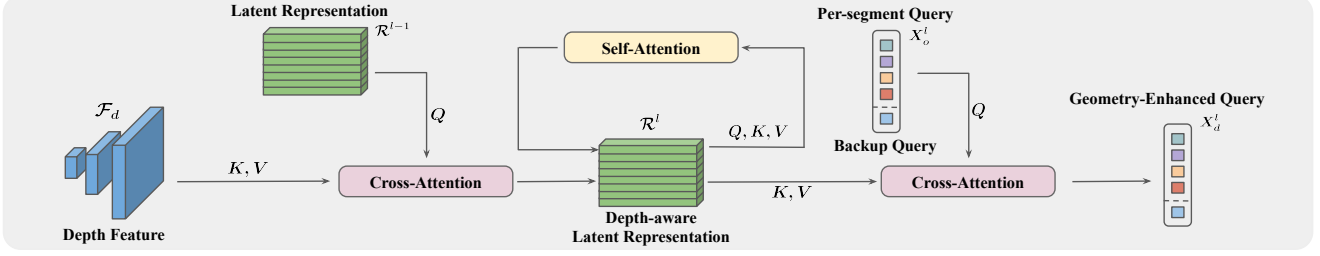 Latent Representation
R^{l-1}
Self-Attention
Per-segment Query
X_o^l
F_d
Q
R^l
Q, K, V
Q
Geometry-Enhanced Query
X_d^l
Backup Query
K, V
Cross-Attention
K, V
Cross-Attention
Depth Feature
Depth-aware
Latent Representation